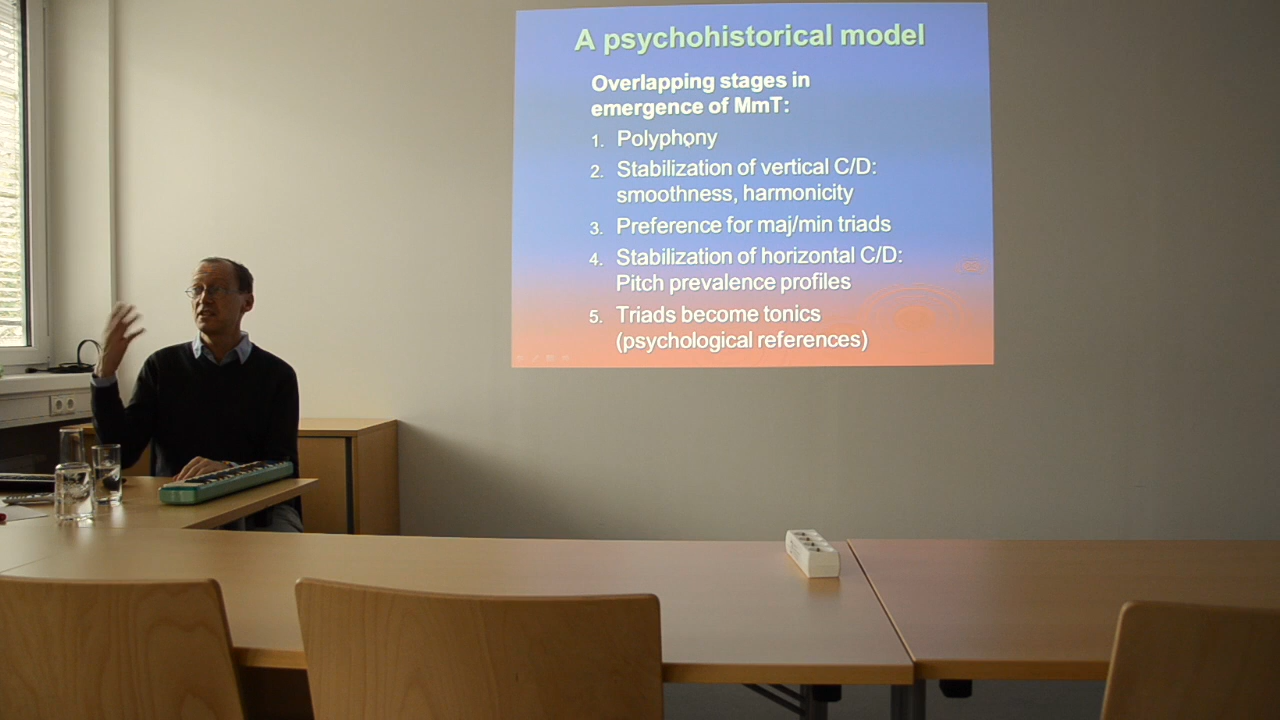 A psychohistorical model
Overlapping stages in
emergence of MmT:
1. Polyphony
2. Stabilization of vertical C/D:
smoothness, harmonicity
3. Preference for maj/min triads
4. Stabilization of horizontal C/D:
Pitch prevalence profiles
5. Triads become tonics
(psychological references)